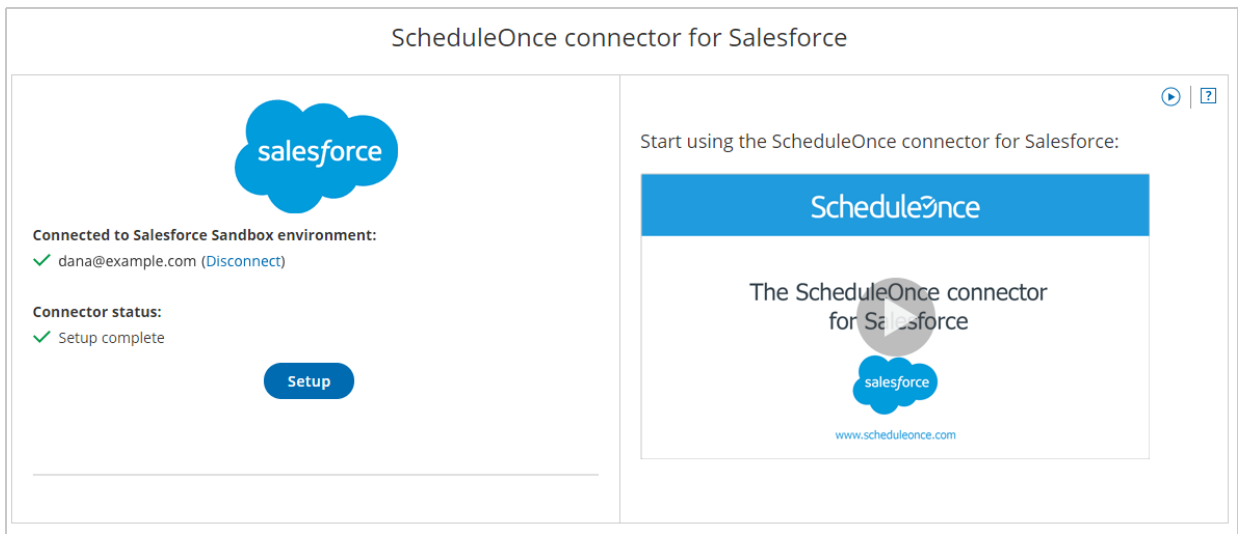 ScheduleOnce connector for Salesforce
salesforce
Connected to Salesforce Sandbox environment:
dana@example.com (Disconnect)
Connector status:
Setup complete
Setup
?
Start using the ScheduleOnce connector for Salesforce:
ScheduleOnce
The ScheduleOnce connector
for Salesforce
salesforce
www.scheduleonce.com